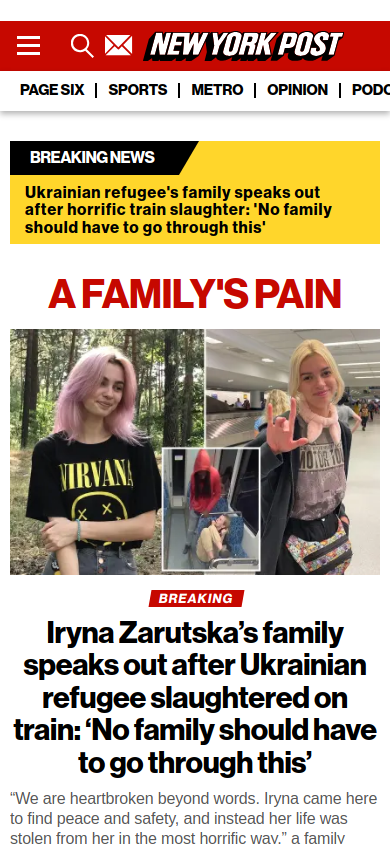 NEW YORK POST
PAGE SIX | SPORTS | METRO | OPINION | PODC
BREAKING NEWS
Ukrainian refugee's family speaks out
after horrific train slaughter: 'No family
should have to go through this'
A FAMILY'S PAIN
NIRVANA
BREAKING
Iryna Zarutska’s family
speaks out after Ukrainian
refugee slaughtered on
train: ‘No family should have
to go through this’
“We are heartbroken beyond words. Iryna came here
to find peace and safety, and instead her life was
stolen from her in the most horrific way,” a family